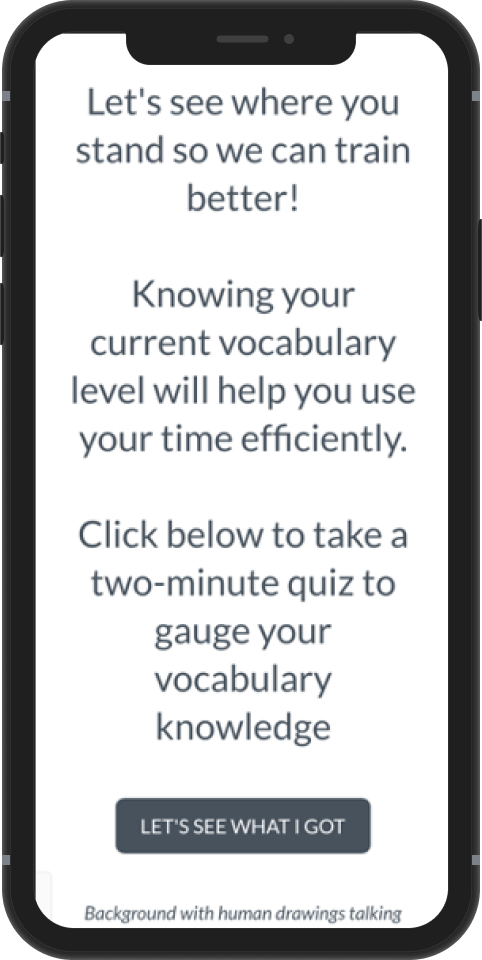 Let's see where you
stand so we can train
better!
Knowing your
current vocabulary
level will help you use
your time efficiently.
Click below to take a
two-minute quiz to
gauge your
vocabulary
knowledge
LET'S SEE WHAT I GOT
Background with human drawings talking